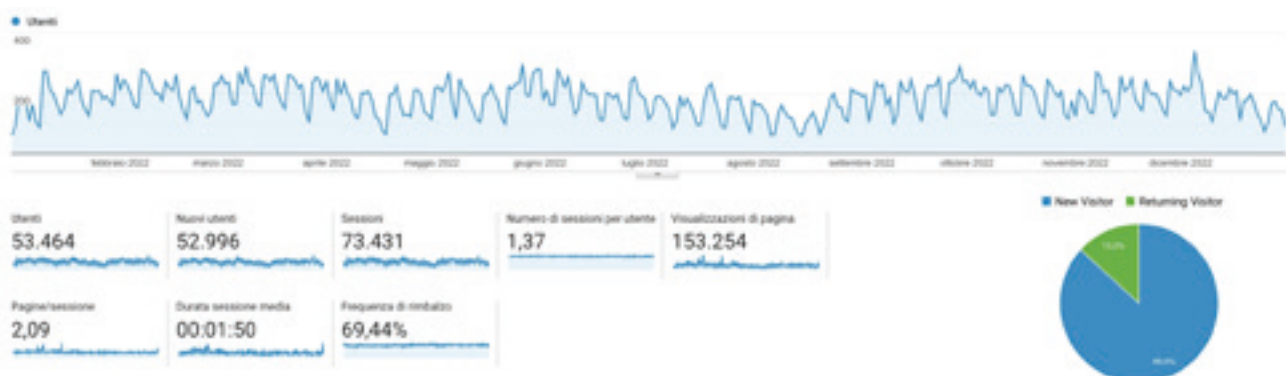 Utenti
400
200
febbraio 2022 marzo 2022 aprile 2022 maggio 2022 giugno 2022 luglio 2022 agosto 2022 settembre 2022 ottobre 2022 novembre 2022 dicembre 2022
New Visitor Returning Visitor
Utenti Nuovi utenti Sessioni Numero di sessioni per utente Visualizzazioni di pagina
53.464 52.996 73.431 1,37 153.254
Pagine/sessione Durata sessione media Frequenza di rimbalzo
2,09 00:01:50 69,44%